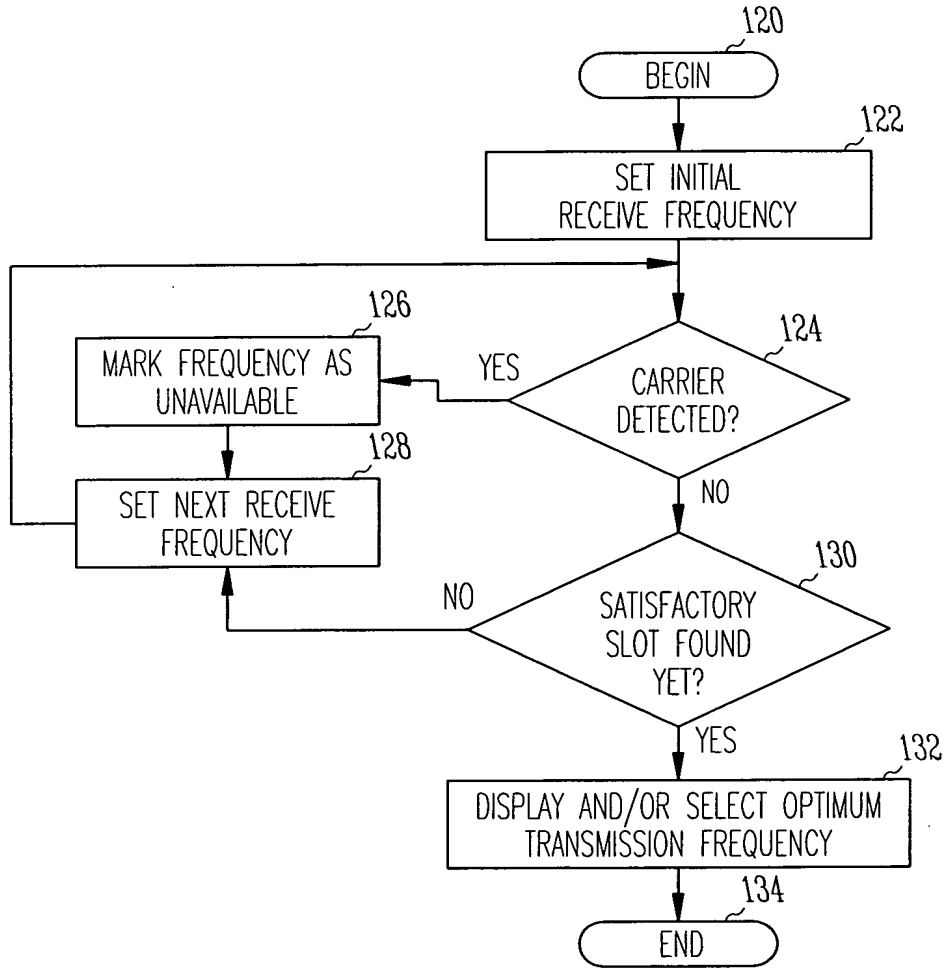 120
BEGIN
122
SET INITIAL
RECEIVE FREQUENCY
126
MARK FREQUENCY AS
UNAVAILABLE
YES
124
CARRIER
DETECTED?
128
SET NEXT RECEIVE
FREQUENCY
NO
130
NO
SATISFACTORY
SLOT FOUND
YET?
YES
132
DISPLAY AND/OR SELECT OPTIMUM
TRANSMISSION FREQUENCY
134
END